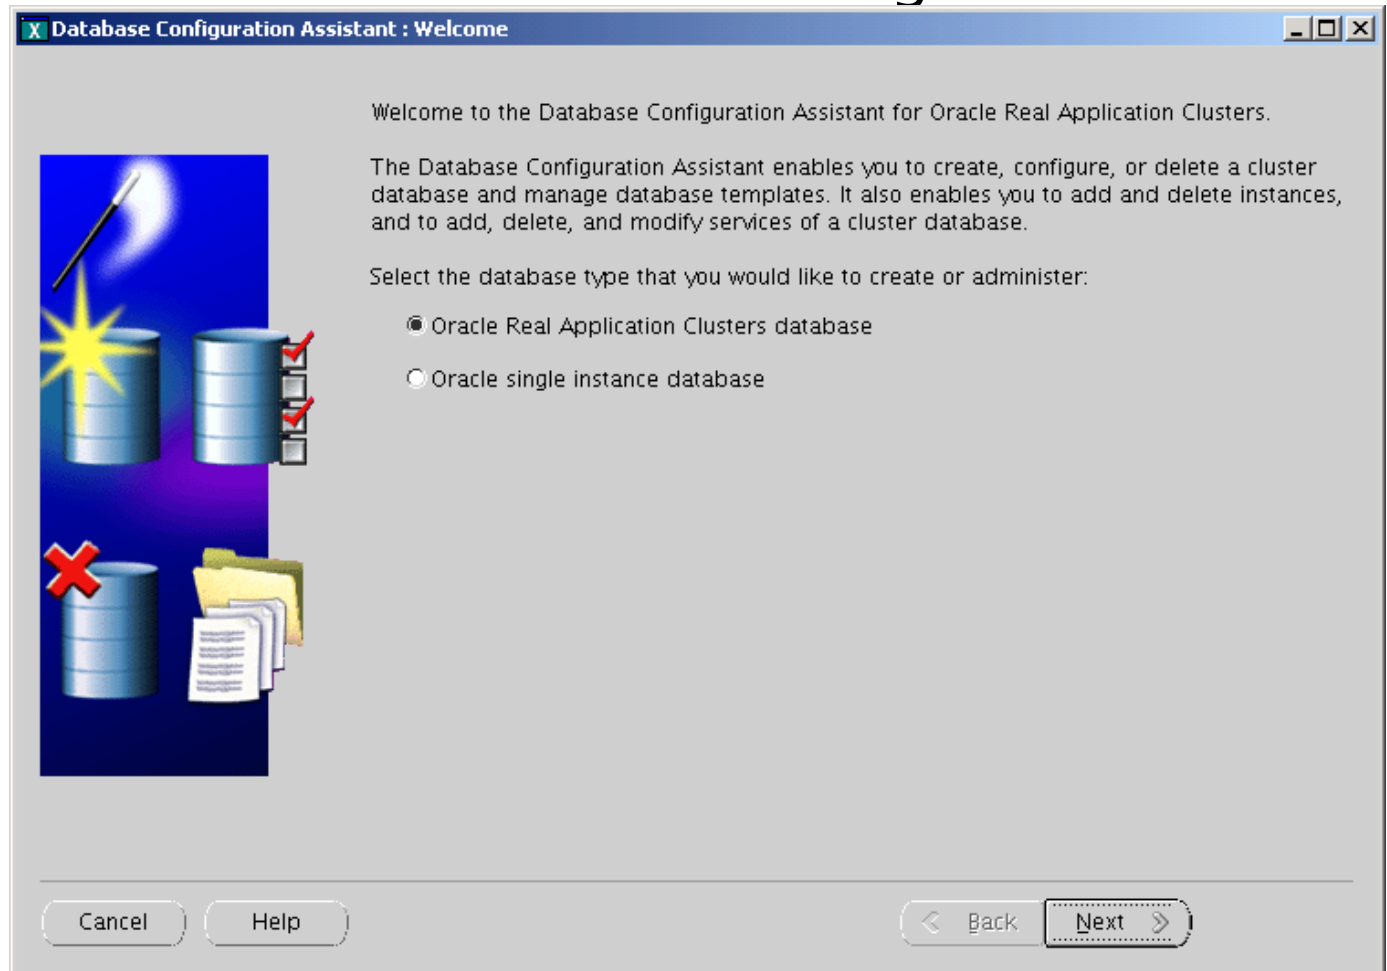 X Database Configuration Assistant : Welcome
Welcome to the Database Configuration Assistant for Oracle Real Application Clusters.
The Database Configuration Assistant enables you to create, configure, or delete a cluster
database and manage database templates. It also enables you to add and delete instances,
and to add, delete, and modify services of a cluster database.
Select the database type that you would like to create or administer:
Oracle Real Application Clusters database
Oracle single instance database
Cancel Help Back Next